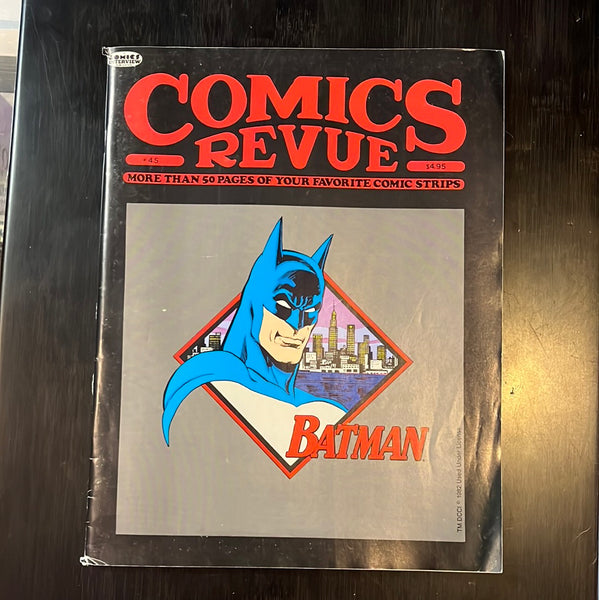 COMICS
INTERVIEW
COMICS
REVUE
#45
$4.95
MORE THAN 50 PAGES OF YOUR FAVORITE COMIC STRIPS
BATMAN
TM DCCI © 1982 Used Under License